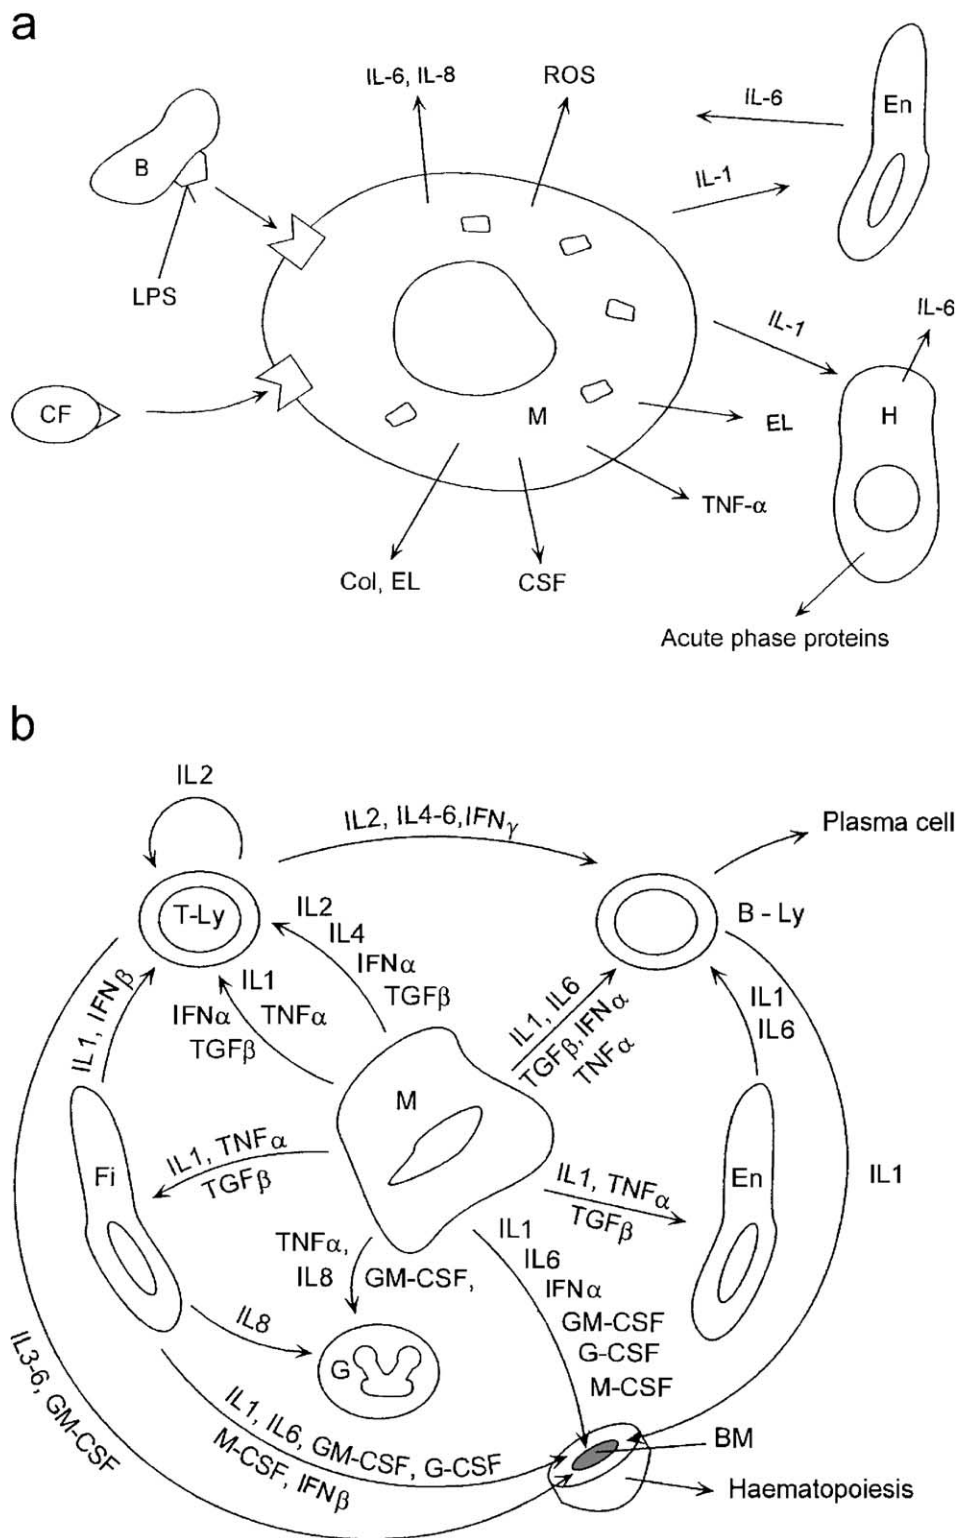 a
IL-6, IL-8
ROS
IL-6
En
B
IL-1
LPS
IL-1
IL-6
CF
M
EL
H
TNF-α
Col, EL
CSF
Acute phase proteins
b
IL2
IL2, IL4-6,IFNγ
Plasma cell
T-Ly
IL2
IL4
IFNα
TGFβ
B - Ly
IL1, IFNβ
IL1
IFNα
TNFα
TGFβ
IL1, IL6
TGFβ,IFNα
TNFα
IL1
IL6
M
Fi
IL1, TNFα
TGFβ
IL1, TNFα
TGFβ
En
IL1
TNFα,
IL8
GM-CSF,
IL1
IL6
IFNα
GM-CSF
G-CSF
M-CSF
IL8
G
IL3-6, GM-CSF
IL1, IL6, GM-CSF, G-CSF
M-CSF, IFNβ
BM
Haematopoiesis